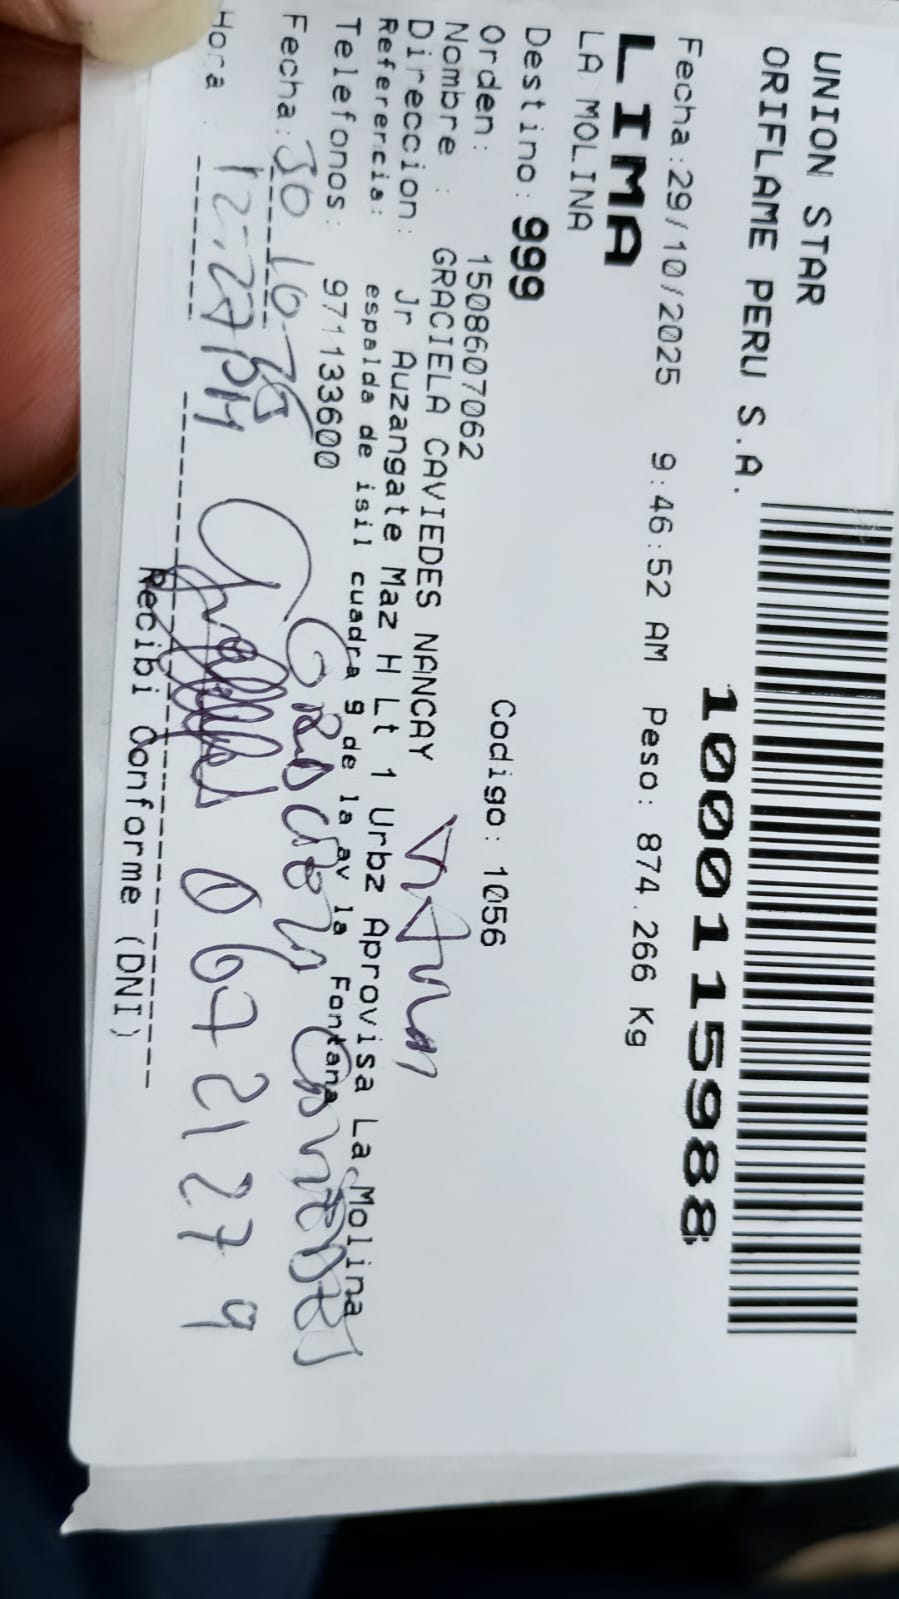 UNION STAR
ORIFLAME PERU S.A.
1000115988
Fecha:29/10/2025 9:46:52 AM Peso: 874.266 Kg
LIMA
LA MOLINA
Destino: 999
Orden: 1508607062 Codigo: 1056
Nombre : GRACIELA CAVIEDES NANCAY
Direccion: Jr Auzangate Maz H Lt 1 Urbz Aprovisa La Molina
Referencia: espalda de isil cuadra 9 de la av la Fontana
Telefonos: 971133600
Fecha: 30 10 25
Hora : 12:27PM
06721279
Recibi Conforme (DNI)